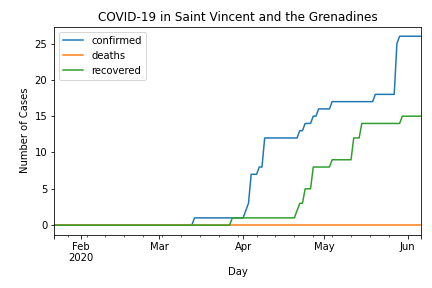 COVID-19 in Saint Vincent and the Grenadines
confirmed
deaths
recovered
Number of Cases
25
20
15
10
5
0
Feb
2020
Mar
Apr
May
Jun
Day